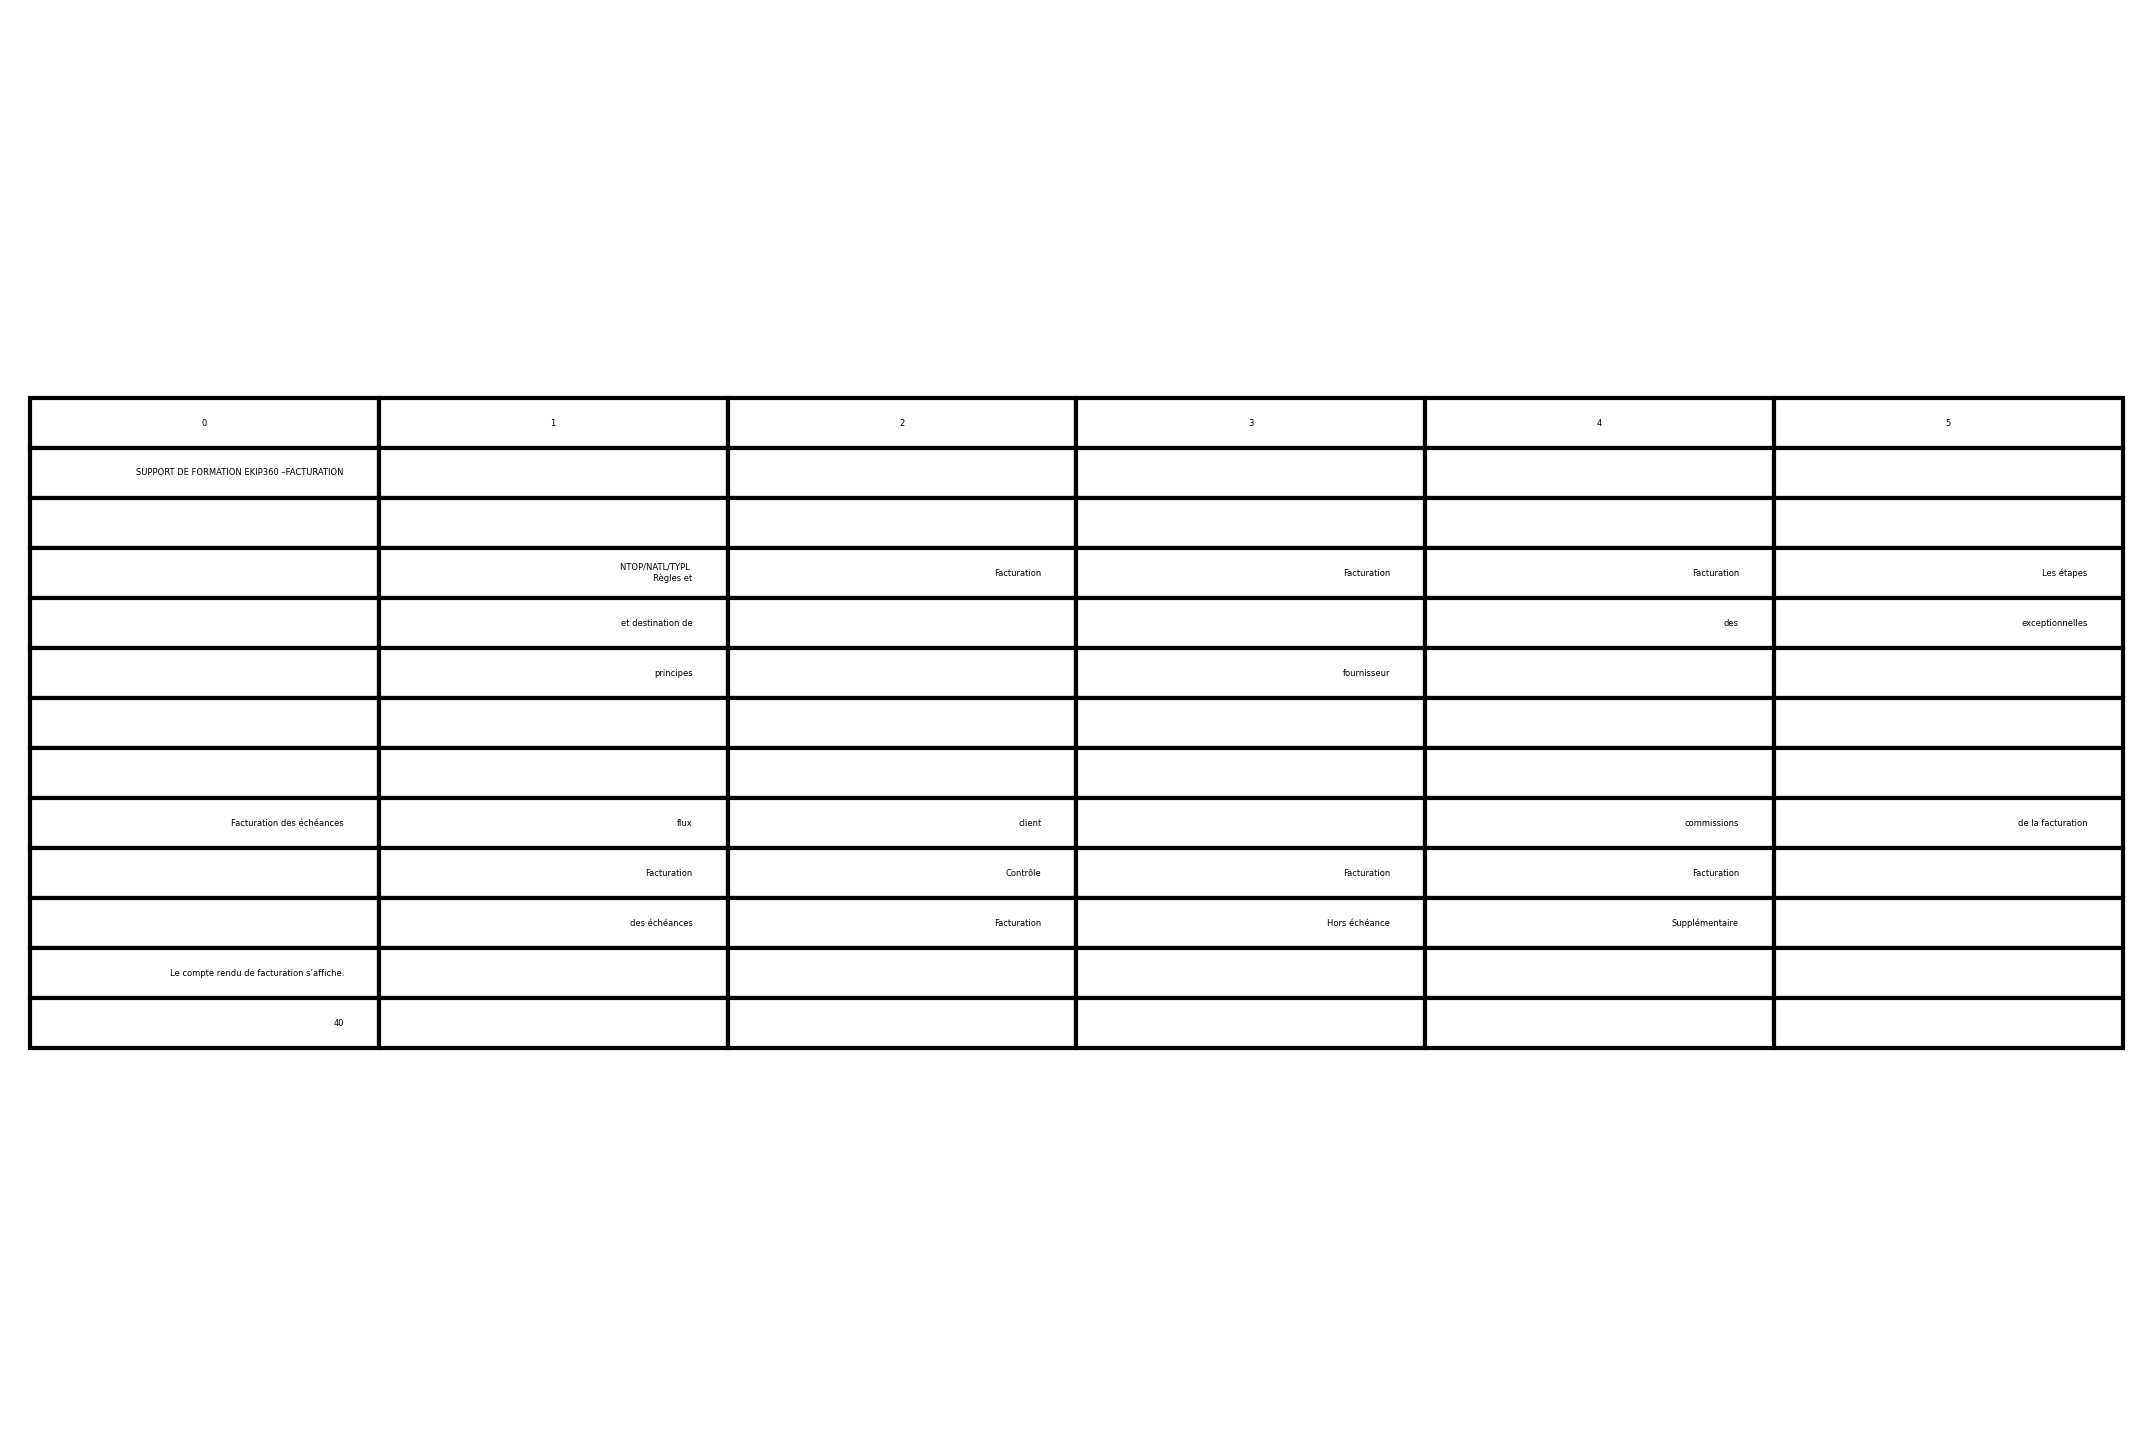 0 1 2 3 4 5
SUPPORT DE FORMATION EKIP360 –FACTURATION
NTOP/NATL/TYPL
Règles et Facturation Facturation Facturation Les étapes
et destination de des exceptionnelles
principes fournisseur
Facturation des échéances flux client commissions de la facturation
Facturation Contrôle Facturation Facturation
des échéances Facturation Hors échéance Supplémentaire
Le compte rendu de facturation s’affiche.
40